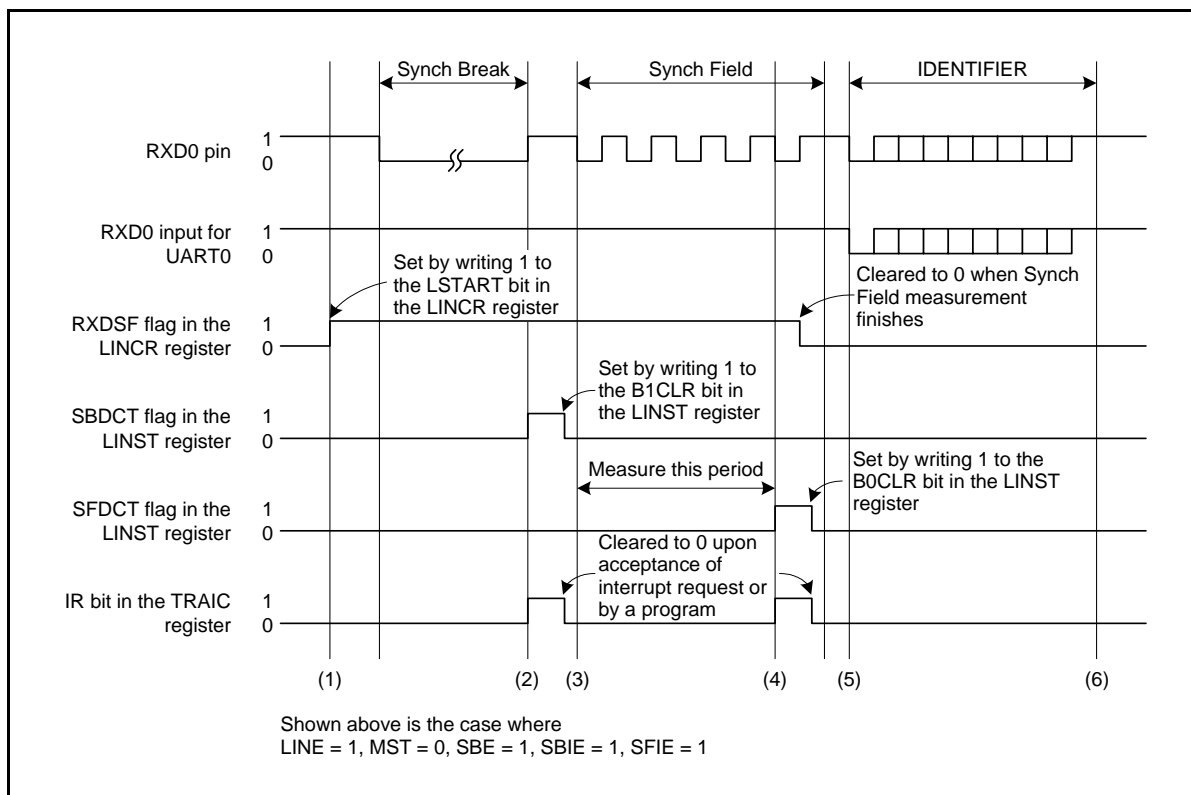 Synch Break
Synch Field
IDENTIFIER
RXD0 pin
1
0
RXD0 input for
UART0
1
0
Set by writing 1 to
the LSTART bit in
the LINCR register
Cleared to 0 when Synch
Field measurement
finishes
RXDSF flag in the
LINCR register
1
0
Set by writing 1 to
the B1CLR bit in
the LINST register
SBDCT flag in the
LINST register
1
0
Measure this period
Set by writing 1 to the
B0CLR bit in the LINST
register
SFDCT flag in the
LINST register
1
0
Cleared to 0 upon
acceptance of
interrupt request or
by a program
IR bit in the TRAIC
register
1
0
(1)
(2)
(3)
(4)
(5)
(6)
Shown above is the case where
LINE = 1, MST = 0, SBE = 1, SBIE = 1, SFIE = 1